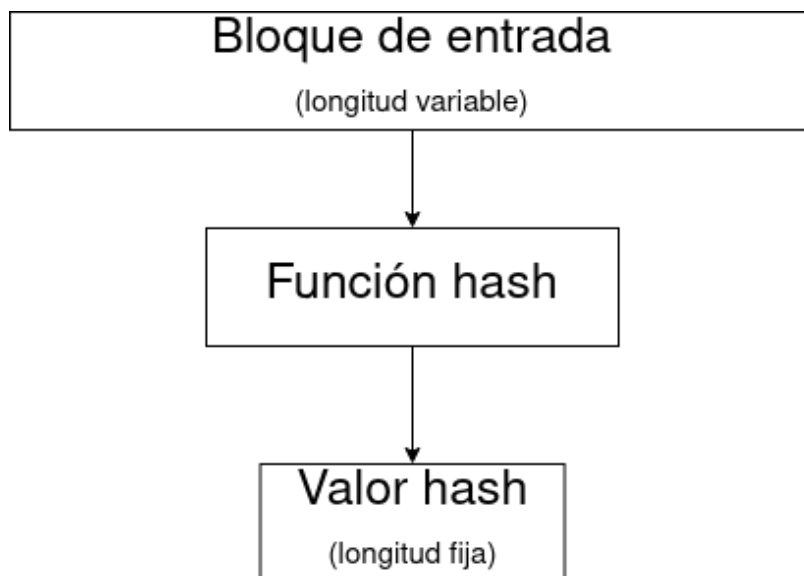 Bloque de entrada
(longitud variable)
Función hash
Valor hash
(longitud fija)